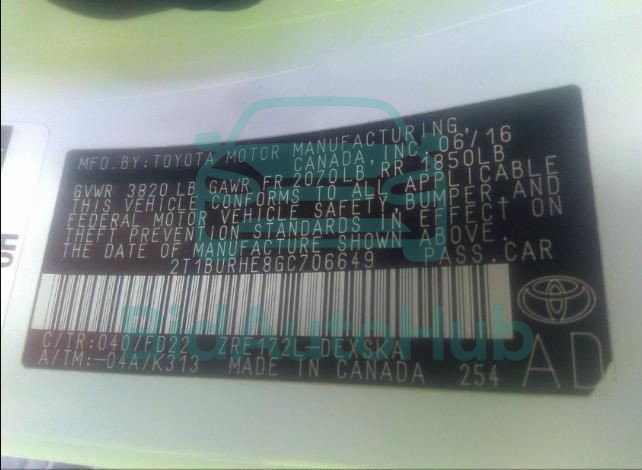 MFD. BY: TOYOTA MOTOR MANUFACTURING,
CANADA, INC. 06/16
GVWR 3820 LB GAWR FR 2070LB RR 1850LB
THIS VEHICLE CONFORMS TO ALL APPLICABLE
FEDERAL MOTOR VEHICLE SAFETY, BUMPER, AND
THEFT PREVENTION STANDARDS IN EFFECT ON
THE DATE OF MANUFACTURE SHOWN ABOVE.
2T1BURHE8GC706649 PASS. CAR
C/TR: 040/FD22 ZRE172L-DEXSKA
A/TM: -04A/K313 MADE IN CANADA 254
AD
BidAutoHub